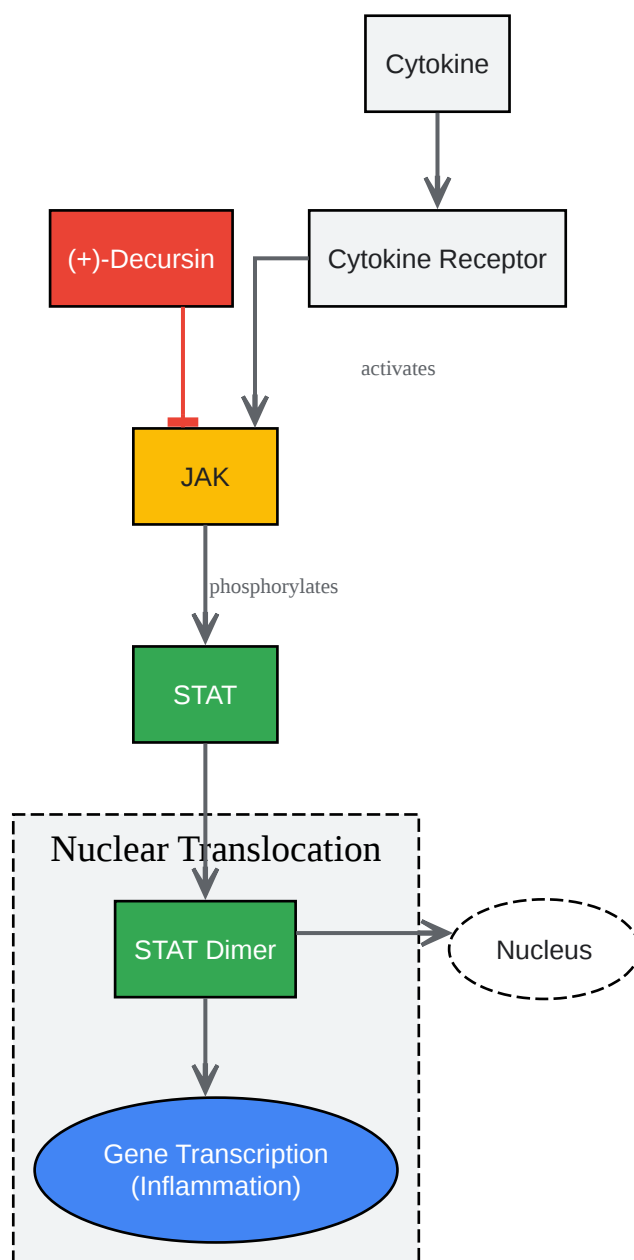 Cytokine
(+)-Decursin
Cytokine Receptor
activates
JAK
phosphorylates
STAT
Nuclear Translocation
STAT Dimer
Nucleus
Gene Transcription
(Inflammation)